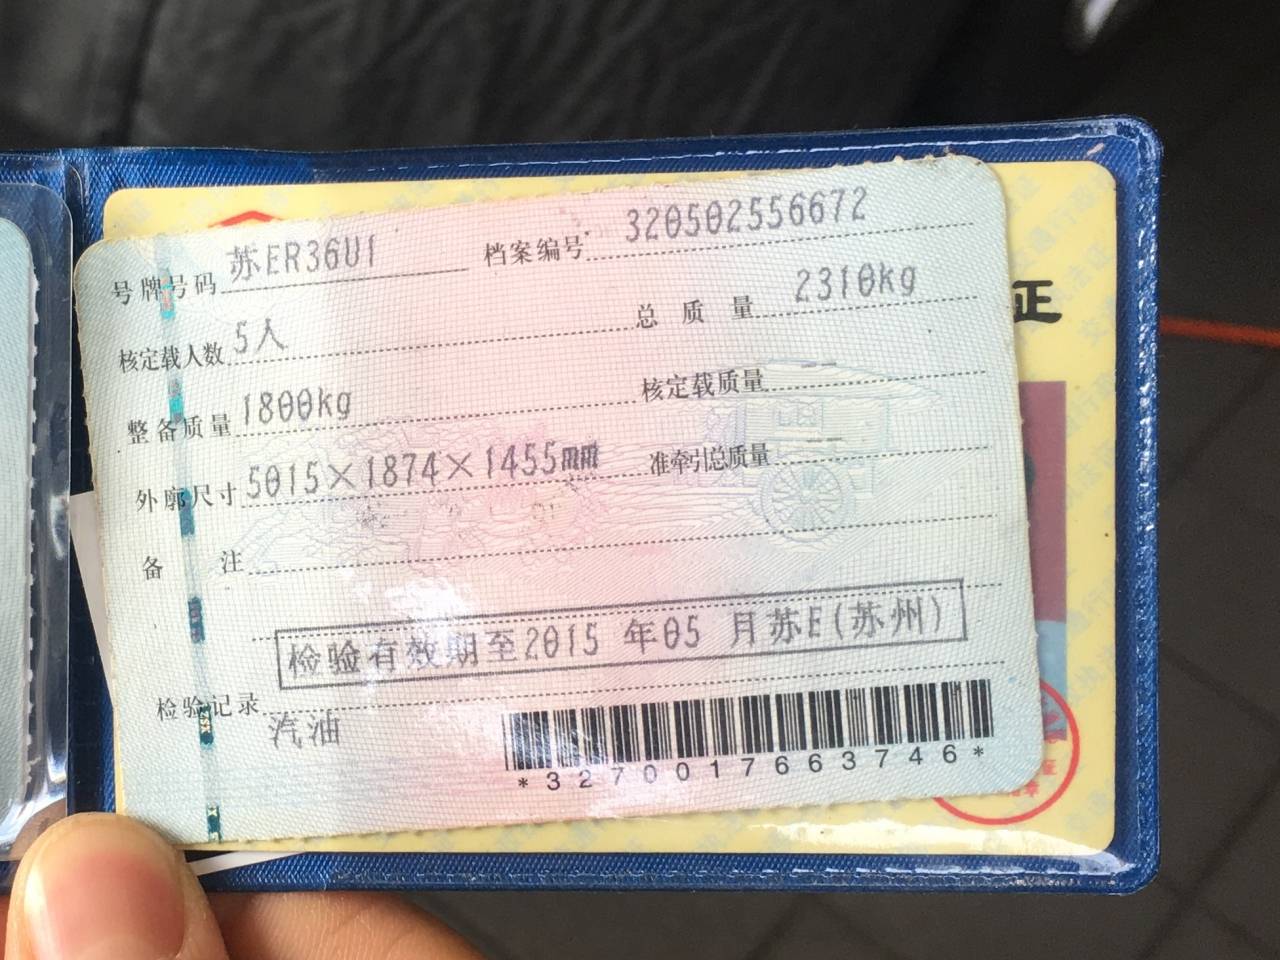 号牌号码 苏ER36U1 档案编号 320502556672
核定载人数 5人 总质量 2310kg
整备质量 1800kg 核定载质量 --
外廓尺寸 5015×1874×1455mm 准牵引总质量 --
备注
检验有效期至2015 年05 月苏E(苏州)
检验记录
汽油
*3270017663746*
证